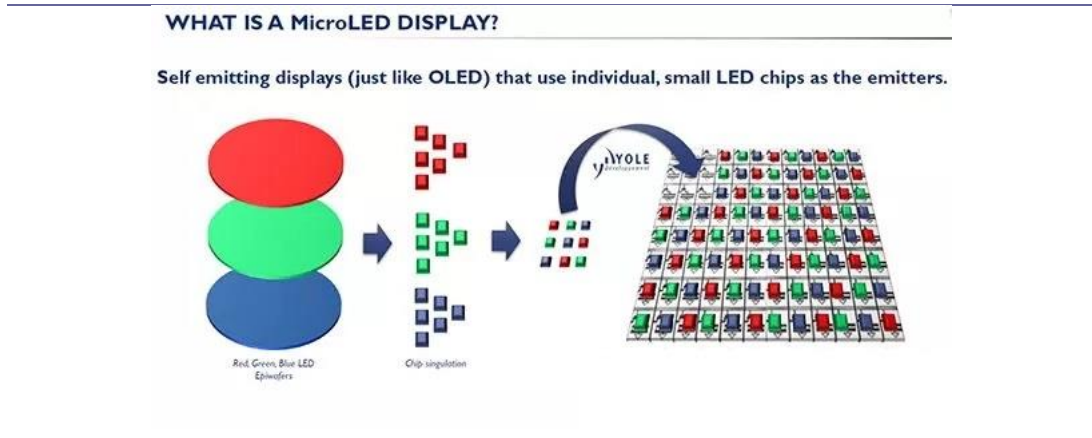 WHAT IS A MicroLED DISPLAY?
Self emitting displays (just like OLED) that use individual, small LED chips as the emitters.
YOLE
développement
Red, Green, Blue LED
Epiwafers
Chip singulation